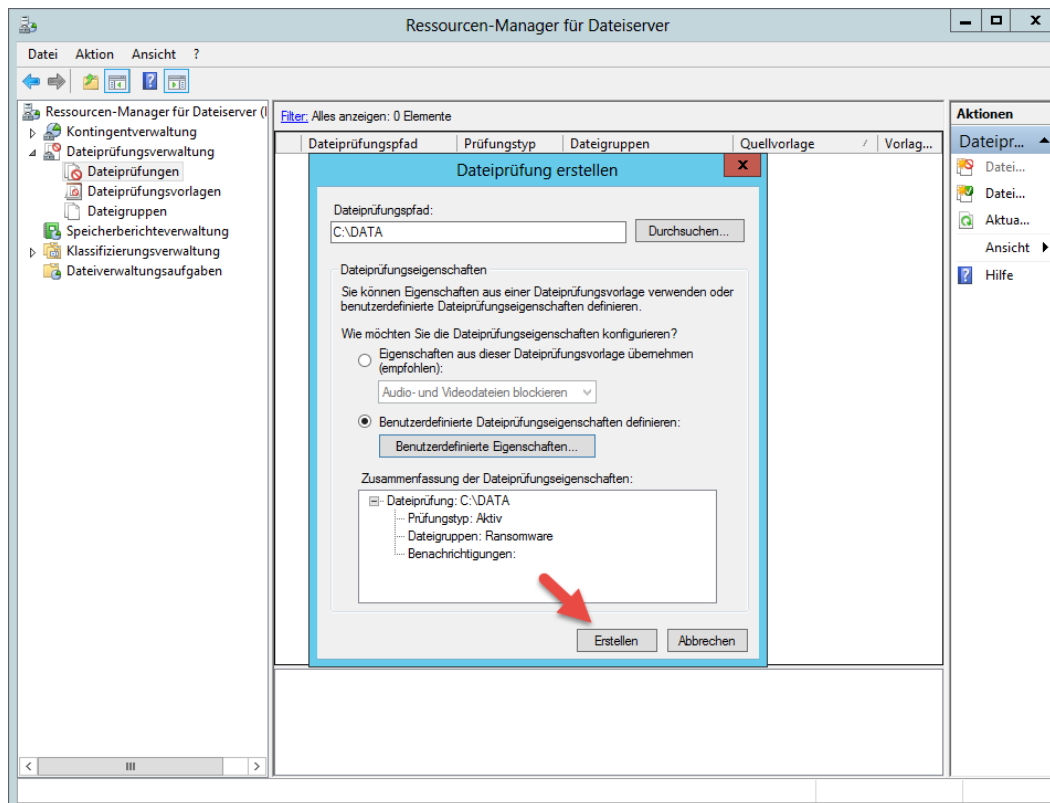 Ressourcen-Manager für Dateiserver
Datei Aktion Ansicht ?
Ressourcen-Manager für Dateiserver (l
Kontingentverwaltung
Dateiprüfungsverwaltung
Dateiprüfungen
Dateiprüfungsvorlagen
Dateigruppen
Speicherberichteverwaltung
Klassifizierungsverwaltung
Dateiverwaltungsaufgaben
Filter: Alles anzeigen: 0 Elemente
Dateiprüfungspfad Prüfungstyp Dateigruppen Quellvorlage Vorlag...
Dateiprüfung erstellen
Dateiprüfungspfad:
C:\DATA
Durchsuchen...
Dateiprüfungseigenschaften
Sie können Eigenschaften aus einer Dateiprüfungsvorlage verwenden oder
benutzerdefinierte Dateiprüfungseigenschaften definieren.
Wie möchten Sie die Dateiprüfungseigenschaften konfigurieren?
Eigenschaften aus dieser Dateiprüfungsvorlage übernehmen
(empfohlen):
Audio- und Videodateien blockieren
Benutzerdefinierte Dateiprüfungseigenschaften definieren:
Benutzerdefinierte Eigenschaften...
Zusammenfassung der Dateiprüfungseigenschaften:
Dateiprüfung: C:\DATA
Prüfungstyp: Aktiv
Dateigruppen: Ransomware
Benachrichtigungen:
Erstellen Abbrechen
Aktionen
Dateipr...
Datei...
Datei...
Aktua...
Ansicht
Hilfe